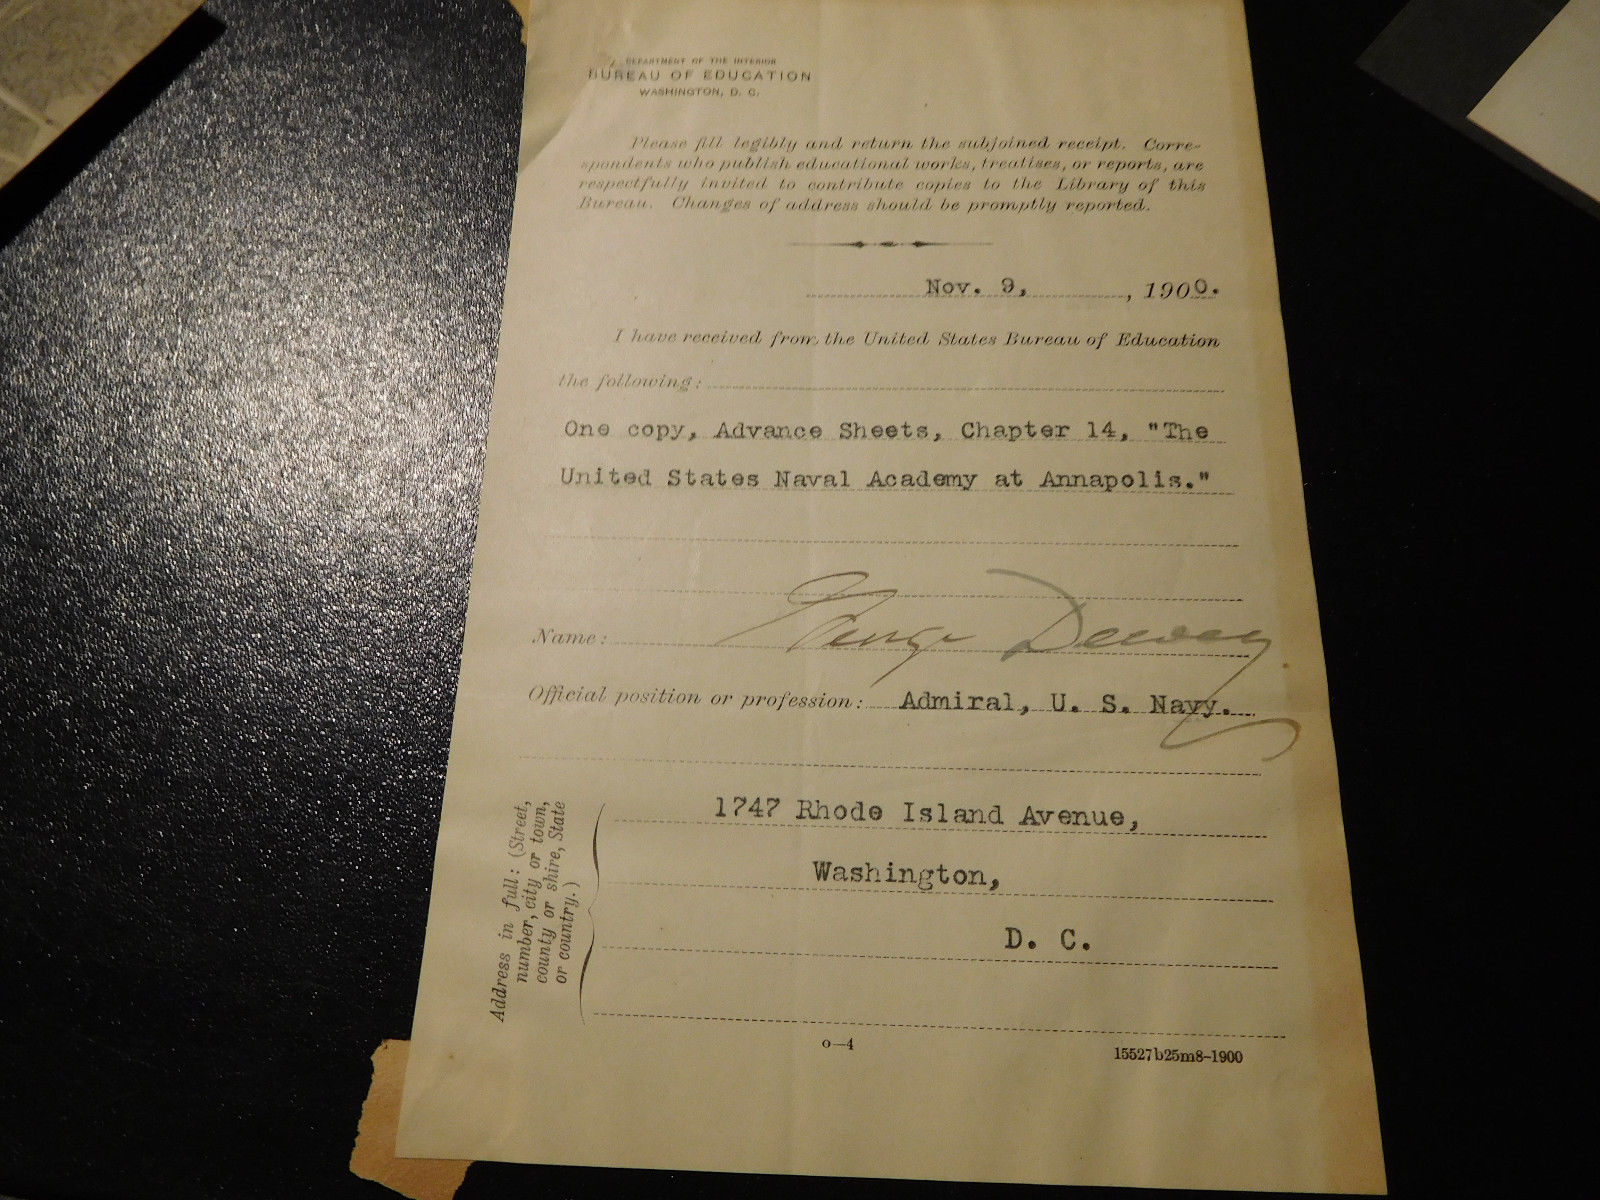 DEPARTMENT OF THE INTERIOR
BUREAU OF EDUCATION
WASHINGTON, D. C.
Please fill legibly and return the subjoined receipt. Corre-
spondents who publish educational works, treatises, or reports, are
respectfully invited to contribute copies to the Library of this
Bureau. Changes of address should be promptly reported.
Nov. 9, , 1900.
I have received from the United States Bureau of Education
the following:
One copy, Advance Sheets, Chapter 14, "The
United States Naval Academy at Annapolis."
Name: George Dewey
Official position or profession: Admiral, U. S. Navy.
1747 Rhode Island Avenue,
Washington,
D. C.
Address in full: (Street,
number, city or town,
county or shire, State
or country.)
o—4
15527b25m8-1900